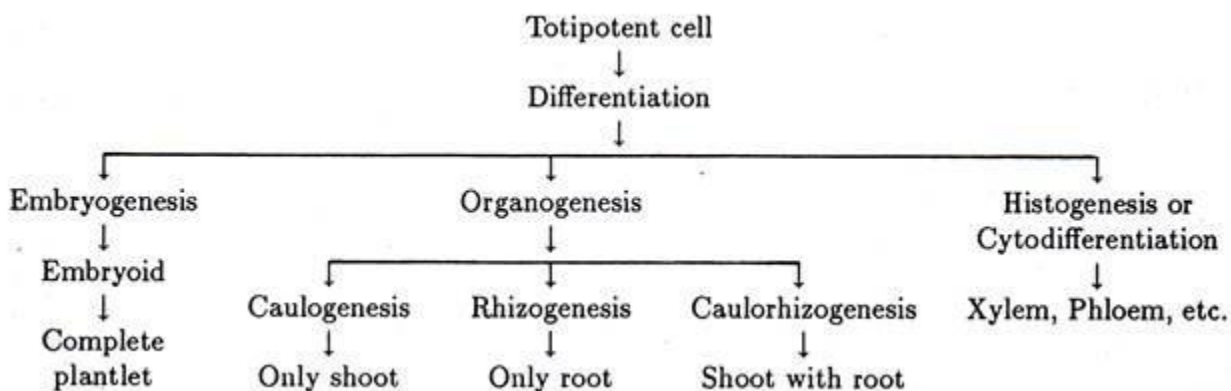 Totipotent cell
Differentiation
Embryogenesis
Organogenesis
Histogenesis or
Cytodifferentiation
Embryoid
Caulogenesis
Rhizogenesis
Caulorhizogenesis
Xylem, Phloem, etc.
Complete
plantlet
Only shoot
Only root
Shoot with root